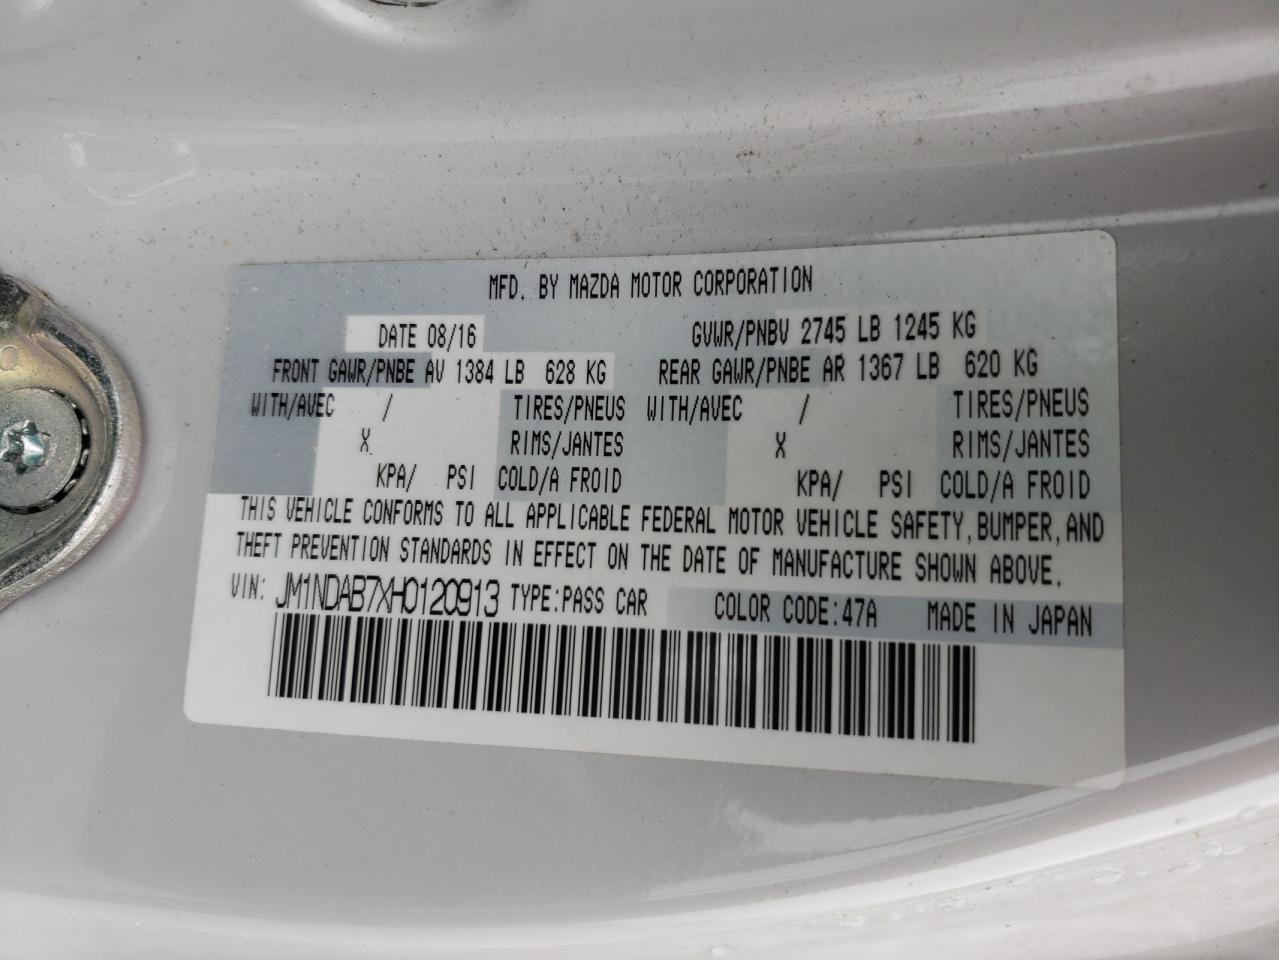 MFD. BY MAZDA MOTOR CORPORATION
DATE 08/16 GVWR/PNBV 2745 LB 1245 KG
FRONT GAWR/PNBE AV 1384 LB 628 KG REAR GAWR/PNBE AR 1367 LB 620 KG
WITH/AVEC / TIRES/PNEUS WITH/AVEC / TIRES/PNEUS
X RIMS/JANTES X RIMS/JANTES
KPA/ PSI COLD/A FROID KPA/ PSI COLD/A FROID
THIS VEHICLE CONFORMS TO ALL APPLICABLE FEDERAL MOTOR VEHICLE SAFETY, BUMPER, AND
THEFT PREVENTION STANDARDS IN EFFECT ON THE DATE OF MANUFACTURE SHOWN ABOVE.
VIN: JM1NDAB7XH0120913 TYPE:PASS CAR COLOR CODE:47A MADE IN JAPAN